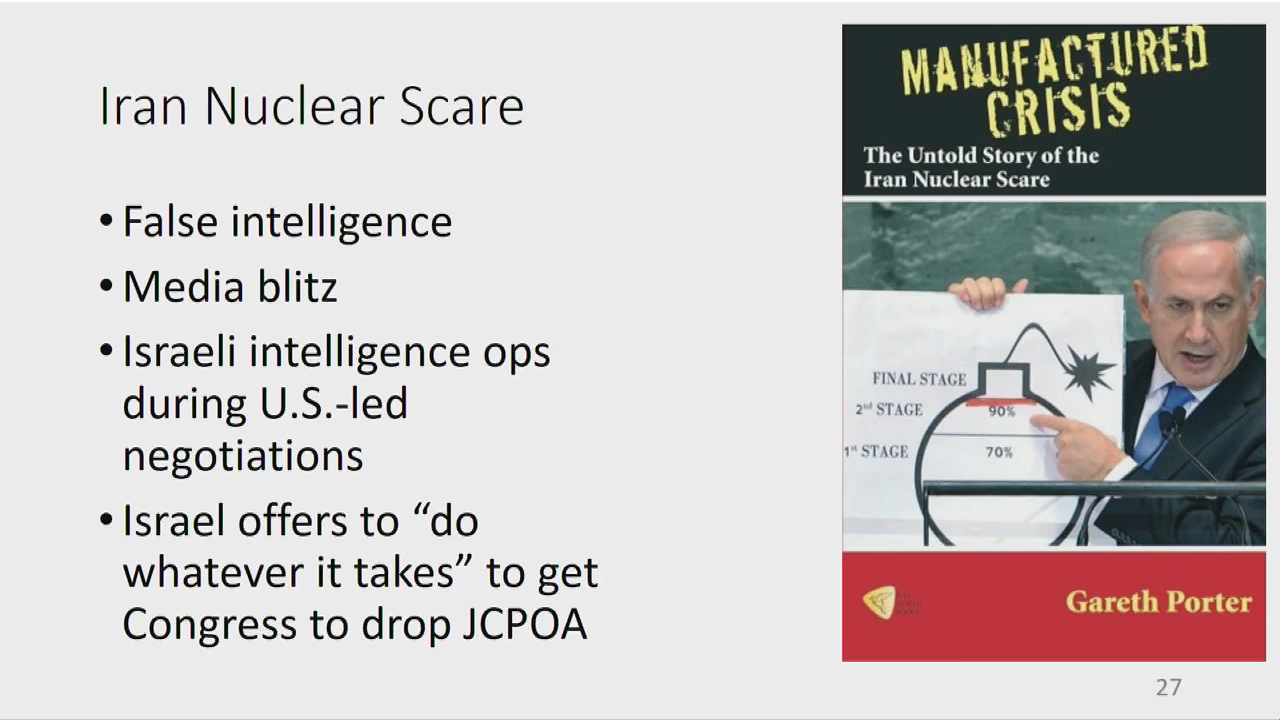 Iran Nuclear Scare
• False intelligence
• Media blitz
• Israeli intelligence ops
during U.S.-led
negotiations
• Israel offers to “do
whatever it takes” to get
Congress to drop JCPOA
MANUFACTURED
CRISIS
The Untold Story of the
Iran Nuclear Scare
FINAL STAGE
2nd STAGE 90%
1st STAGE 70%
Gareth Porter
27